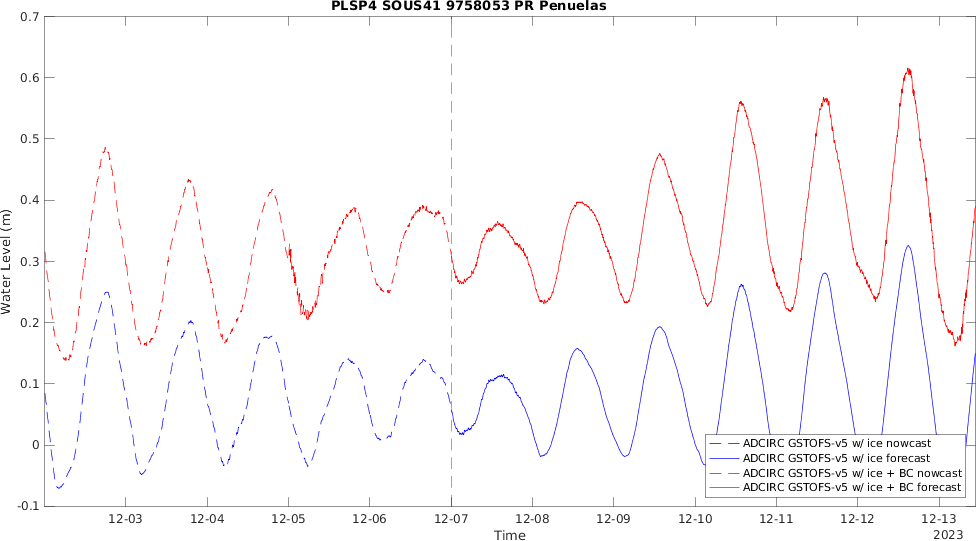 PLSP4 SOUS41 9758053 PR Penuelas
0.7
0.6
0.5
0.4
0.3
0.2
0.1
0
-0.1
Water Level (m)
12-03 12-04 12-05 12-06 12-07 12-08 12-09 12-10 12-11 12-12 12-13
Time
2023
ADCIRC GSTOFS-v5 w/ ice nowcast
ADCIRC GSTOFS-v5 w/ ice forecast
ADCIRC GSTOFS-v5 w/ ice + BC nowcast
ADCIRC GSTOFS-v5 w/ ice + BC forecast